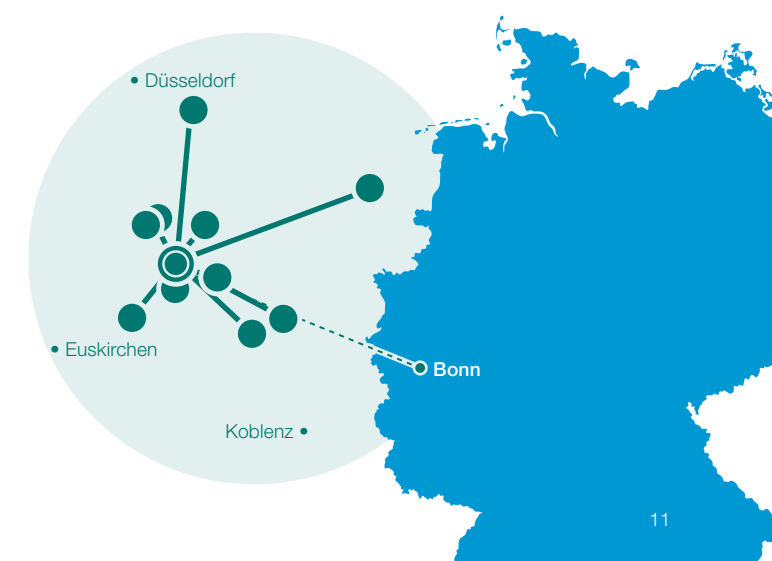 • Düsseldorf
• Euskirchen
Bonn
Koblenz •
11